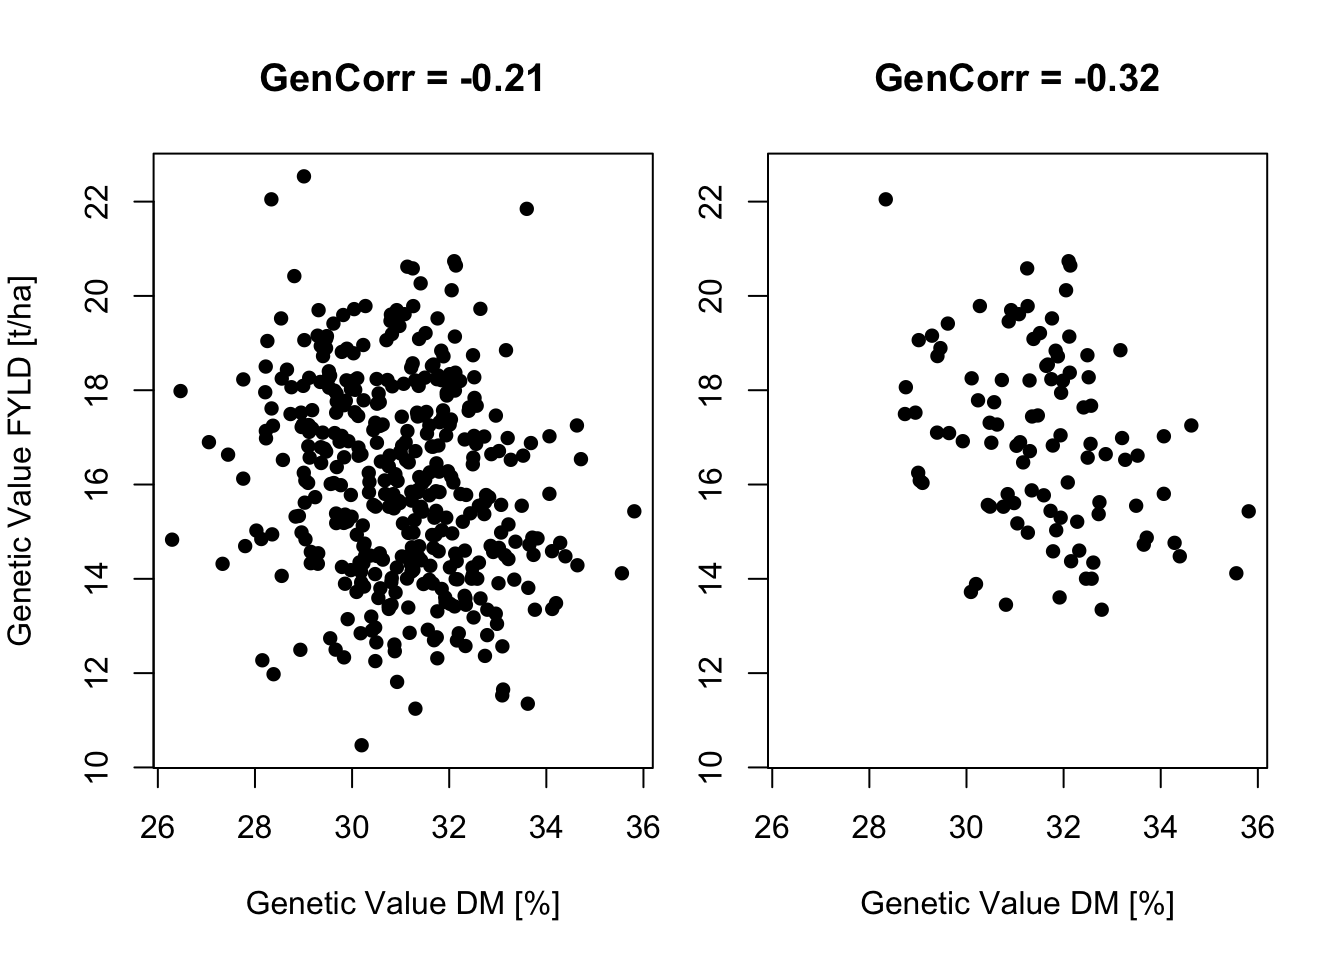 GenCorr = -0.21
GenCorr = -0.32
Genetic Value FYLD [t/ha]
22
20
18
16
14
12
10
26 28 30 32 34 36
Genetic Value DM [%]
22
20
18
16
14
12
10
26 28 30 32 34 36
Genetic Value DM [%]